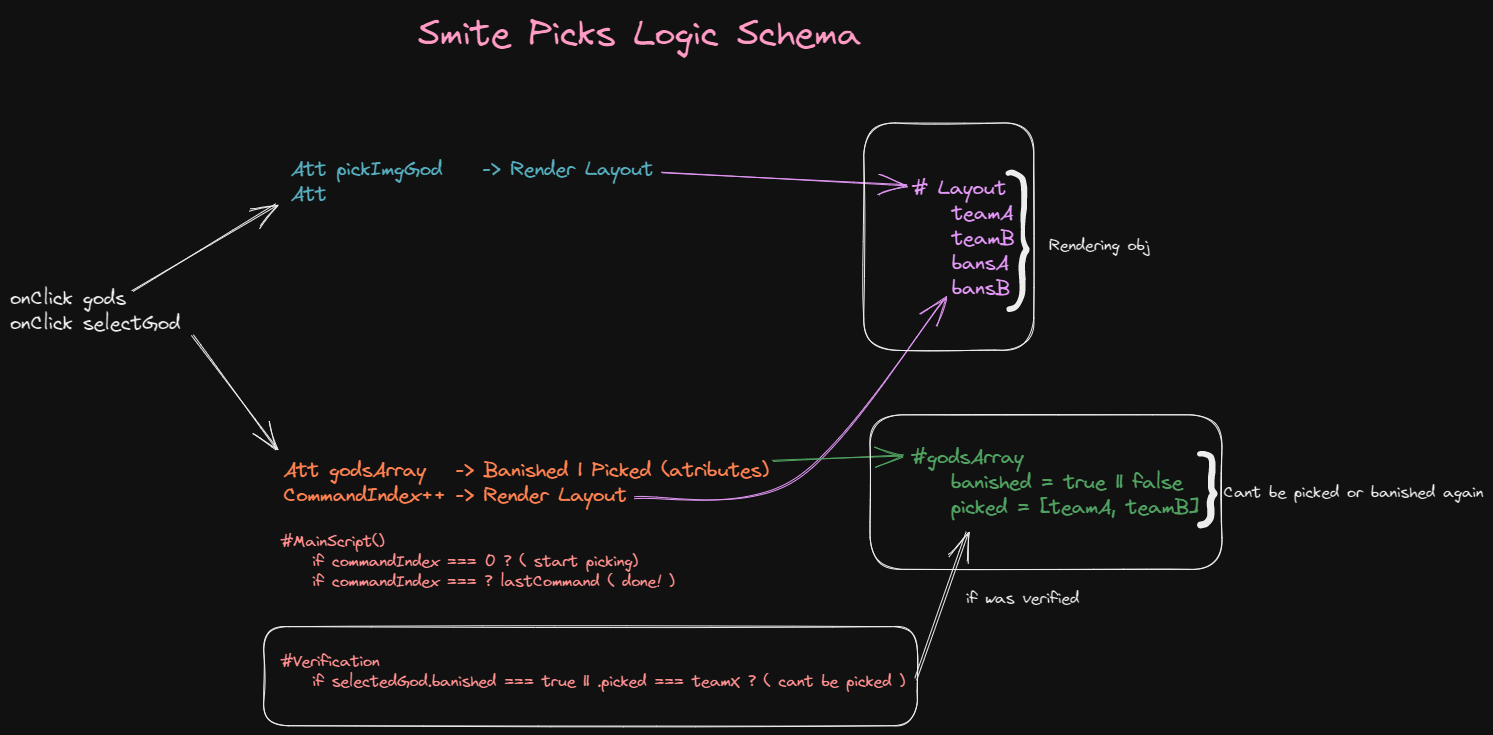 Smite Picks Logic Schema
Att pickImgGod -> Render Layout
Att
# Layout
teamA
teamB
bansA
bansB
Rendering obj
onClick gods
onClick selectGod
Att godsArray -> Banished | Picked (atributes)
CommandIndex++ -> Render Layout
#godsArray
banished = true || false
picked = [teamA, teamB]
Cant be picked or banished again
#MainScript()
if commandIndex === 0 ? ( start picking)
if commandIndex === ? lastCommand ( done! )
if was verified
#Verification
if selectedGod.banished === true || .picked === teamX ? ( cant be picked )